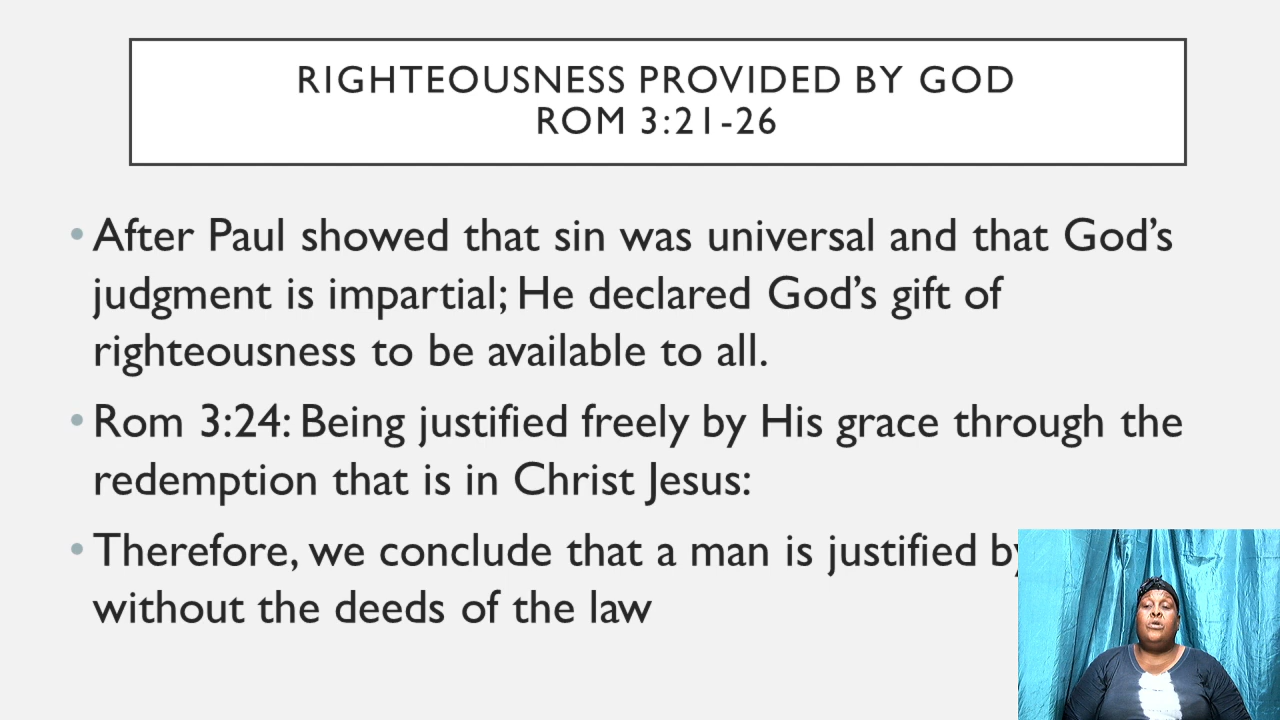 RIGHTEOUSNESS PROVIDED BY GOD
ROM 3:21-26
• After Paul showed that sin was universal and that God’s
judgment is impartial; He declared God’s gift of
righteousness to be available to all.
• Rom 3:24: Being justified freely by His grace through the
redemption that is in Christ Jesus:
• Therefore, we conclude that a man is justified by
without the deeds of the law